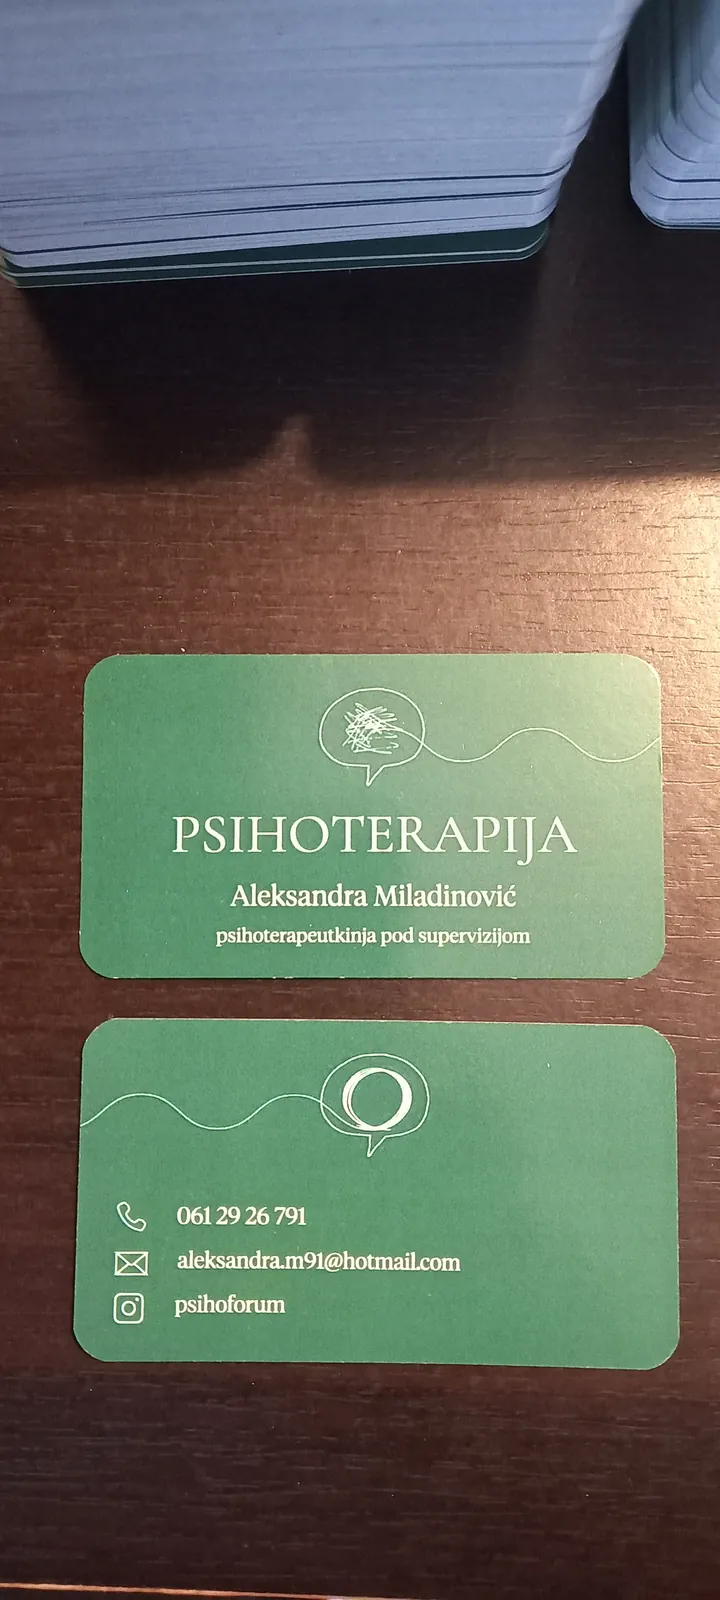 PSIHOTERAPIJA
Aleksandra Miladinović
psihoterapeutkinja pod supervizijom
061 29 26 791
aleksandra.m91@hotmail.com
psihoforum